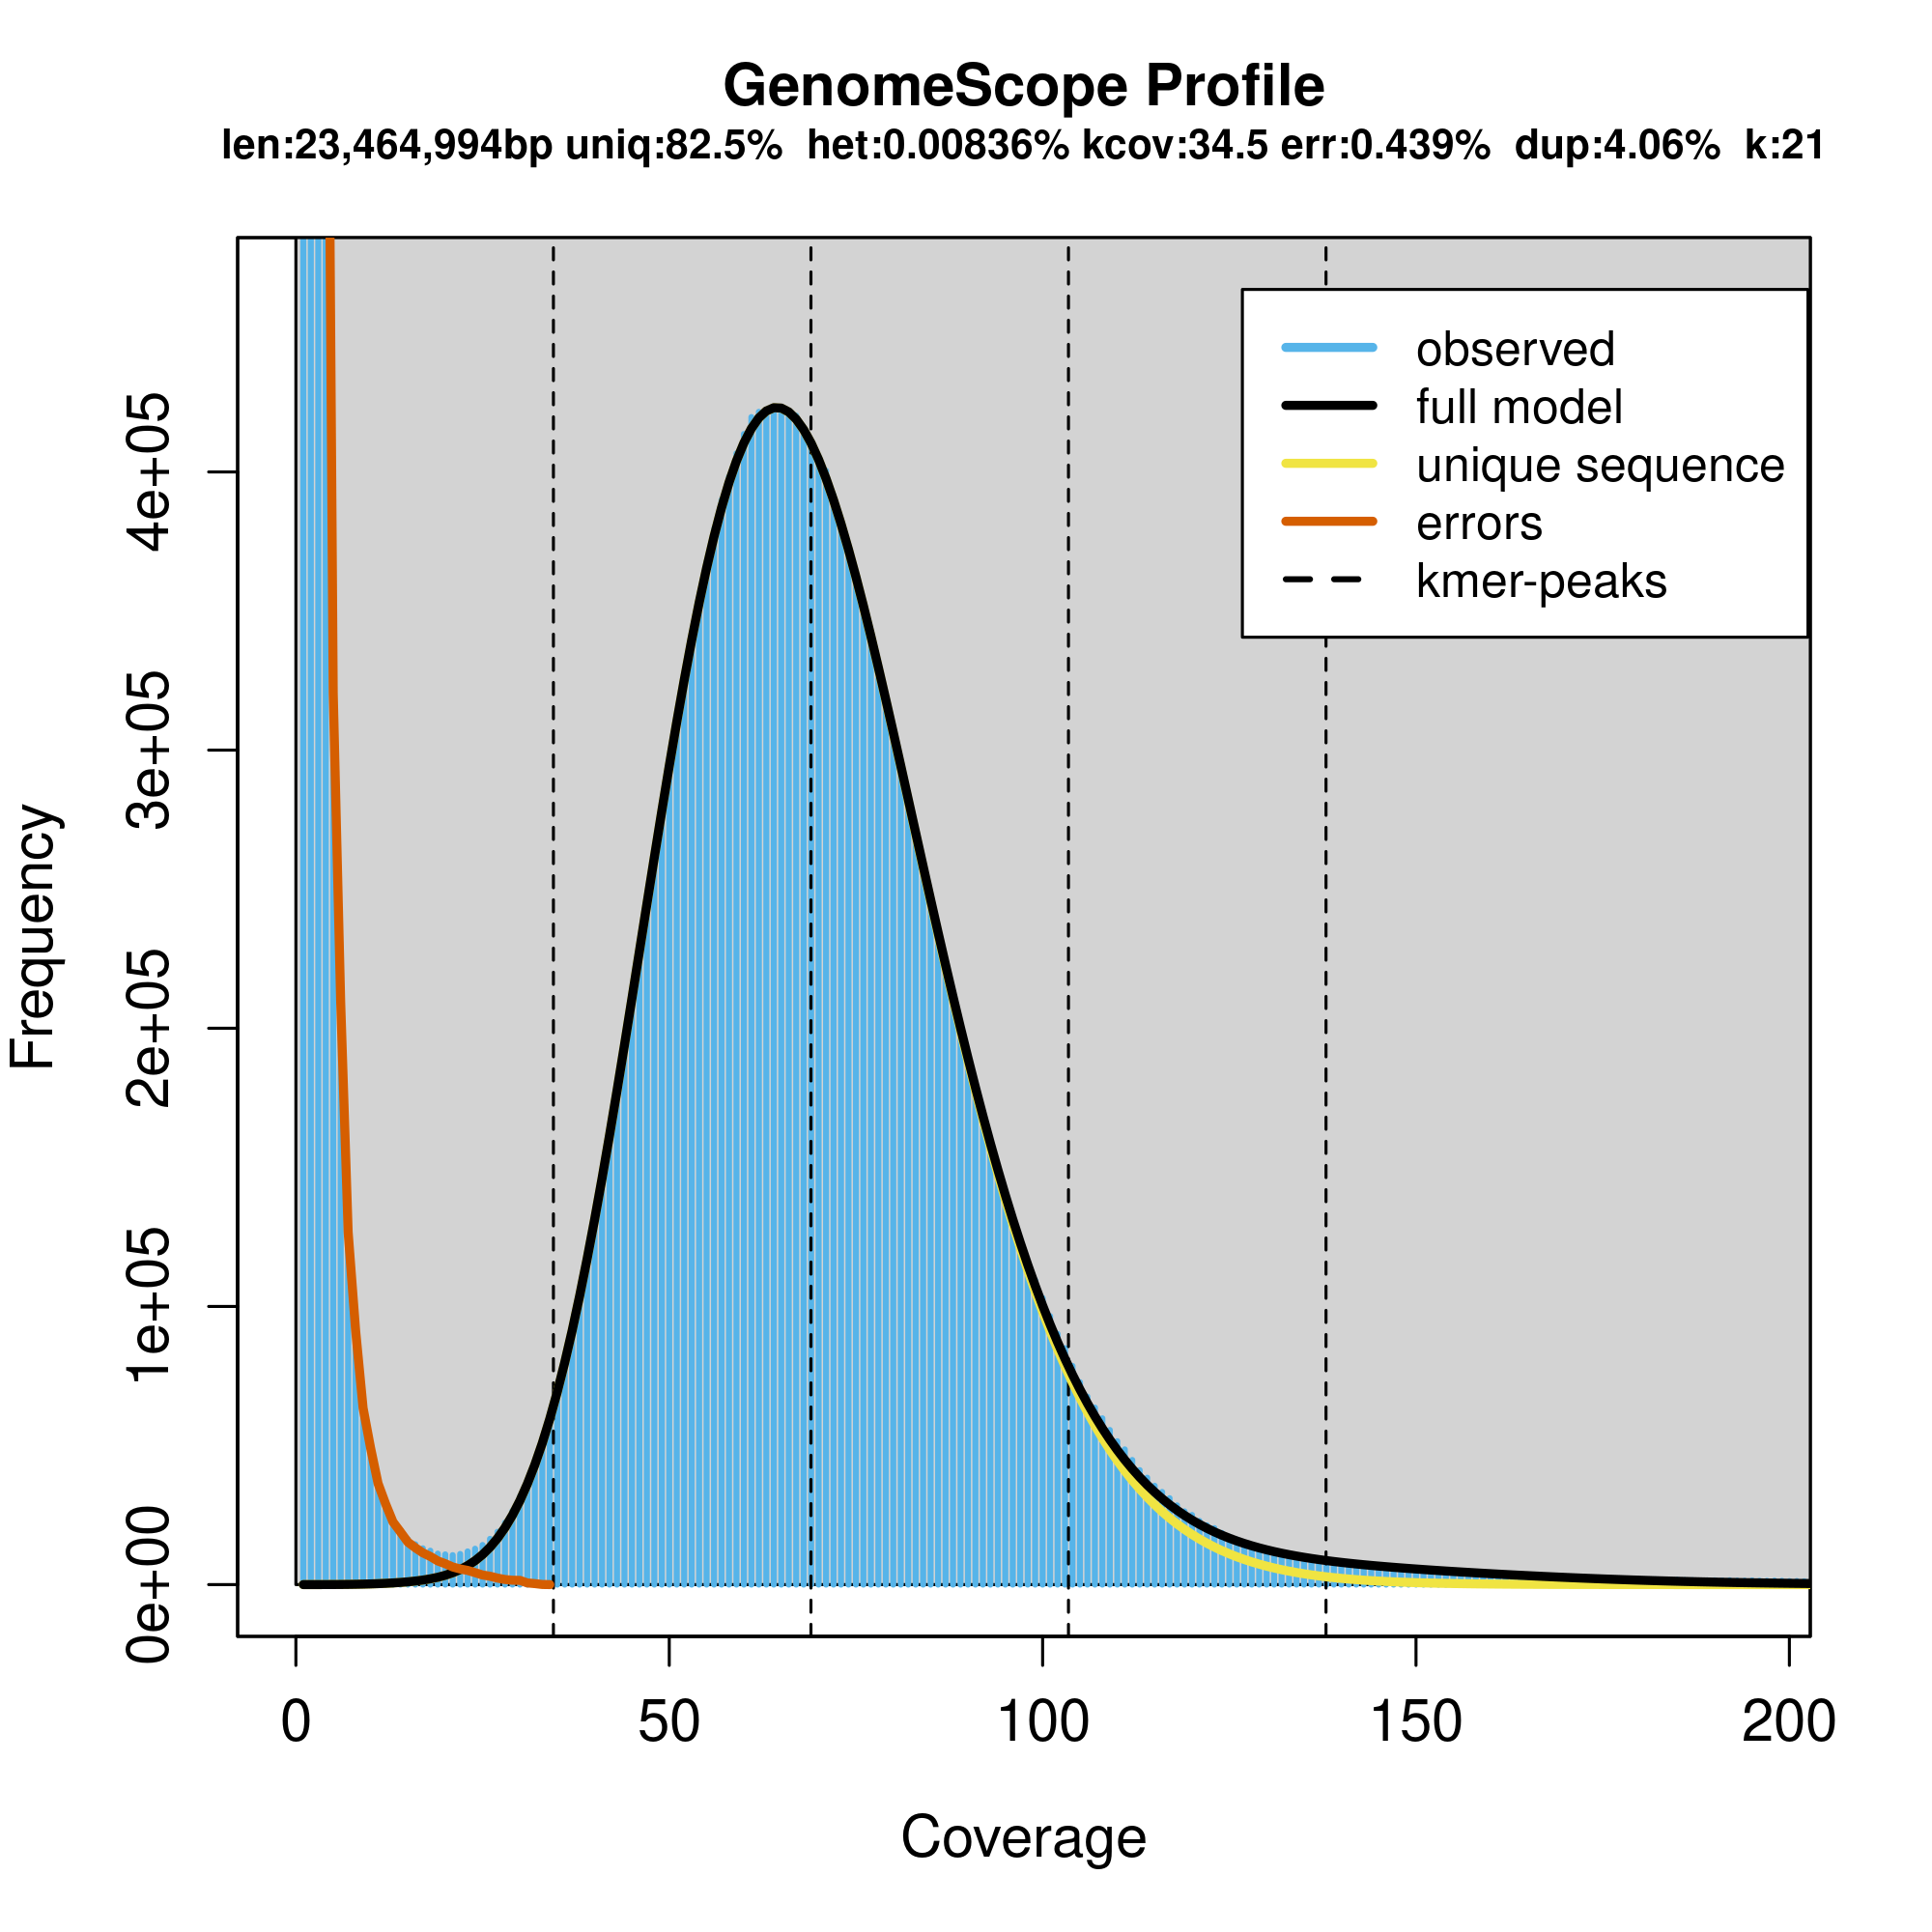 GenomeScope Profile
len:23,464,994bp uniq:82.5% het:0.00836% kcov:34.5 err:0.439% dup:4.06% k:21
observed
full model
unique sequence
errors
kmer-peaks
Frequency
4e+05
3e+05
2e+05
1e+05
0e+00
0 50 100 150 200
Coverage